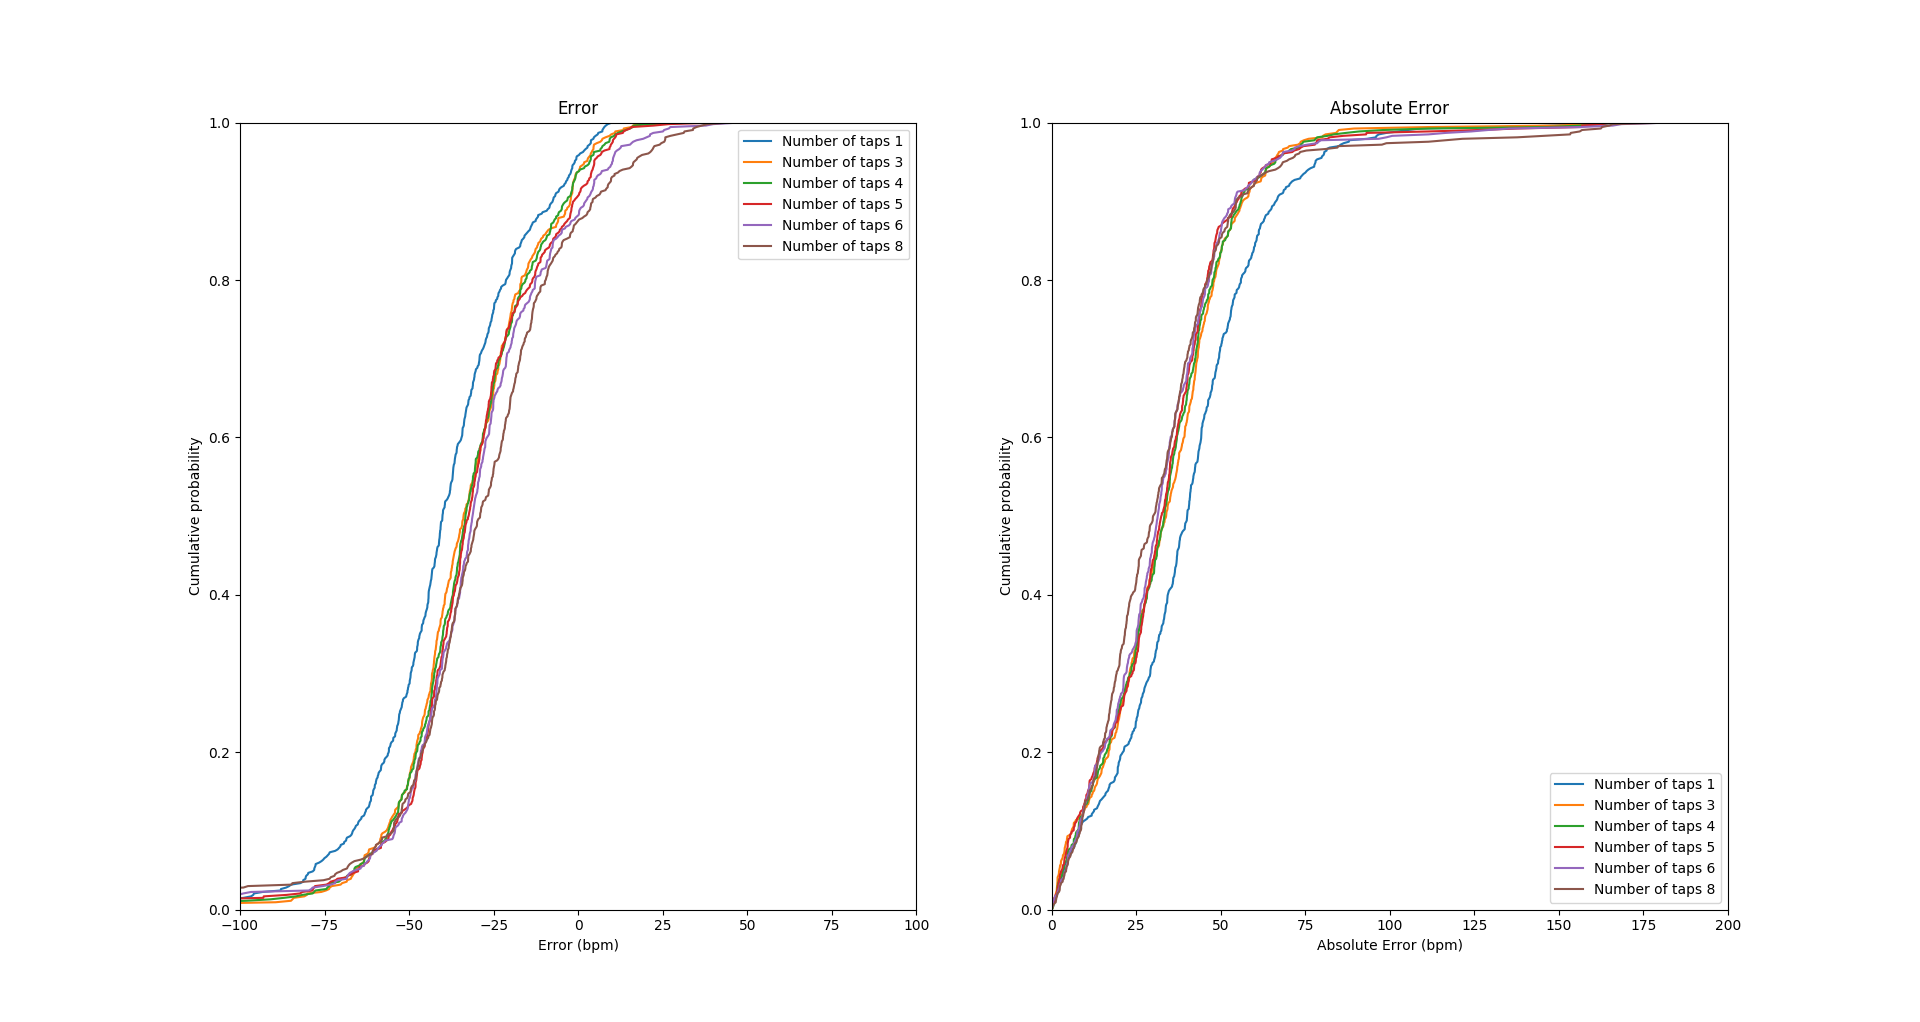 Error
Cumulative probability
1.0
0.8
0.6
0.4
0.2
0.0
−100
−75
−50
−25
0
25
50
75
100
Error (bpm)
Number of taps 1
Number of taps 3
Number of taps 4
Number of taps 5
Number of taps 6
Number of taps 8
Absolute Error
Cumulative probability
1.0
0.8
0.6
0.4
0.2
0.0
0
25
50
75
100
125
150
175
200
Absolute Error (bpm)
Number of taps 1
Number of taps 3
Number of taps 4
Number of taps 5
Number of taps 6
Number of taps 8